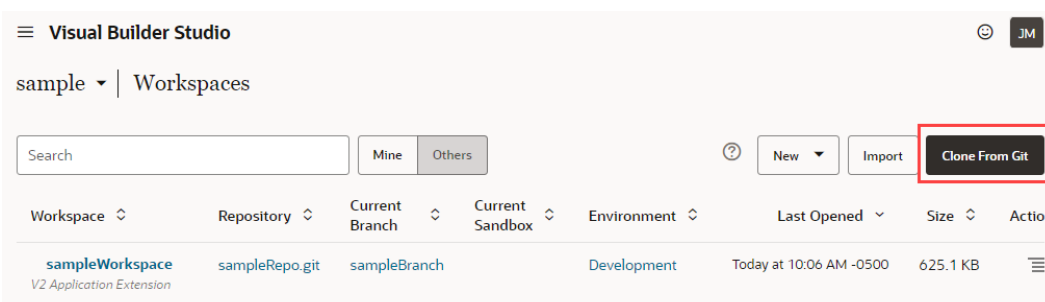 Visual Builder Studio
JM
sample | Workspaces
Search
Mine
Others
New
Import
Clone From Git
Workspace
Repository
Current Branch
Current Sandbox
Environment
Last Opened
Size
Actio
sampleWorkspace
sampleRepo.git
sampleBranch
Development
Today at 10:06 AM -0500
625.1 KB
V2 Application Extension